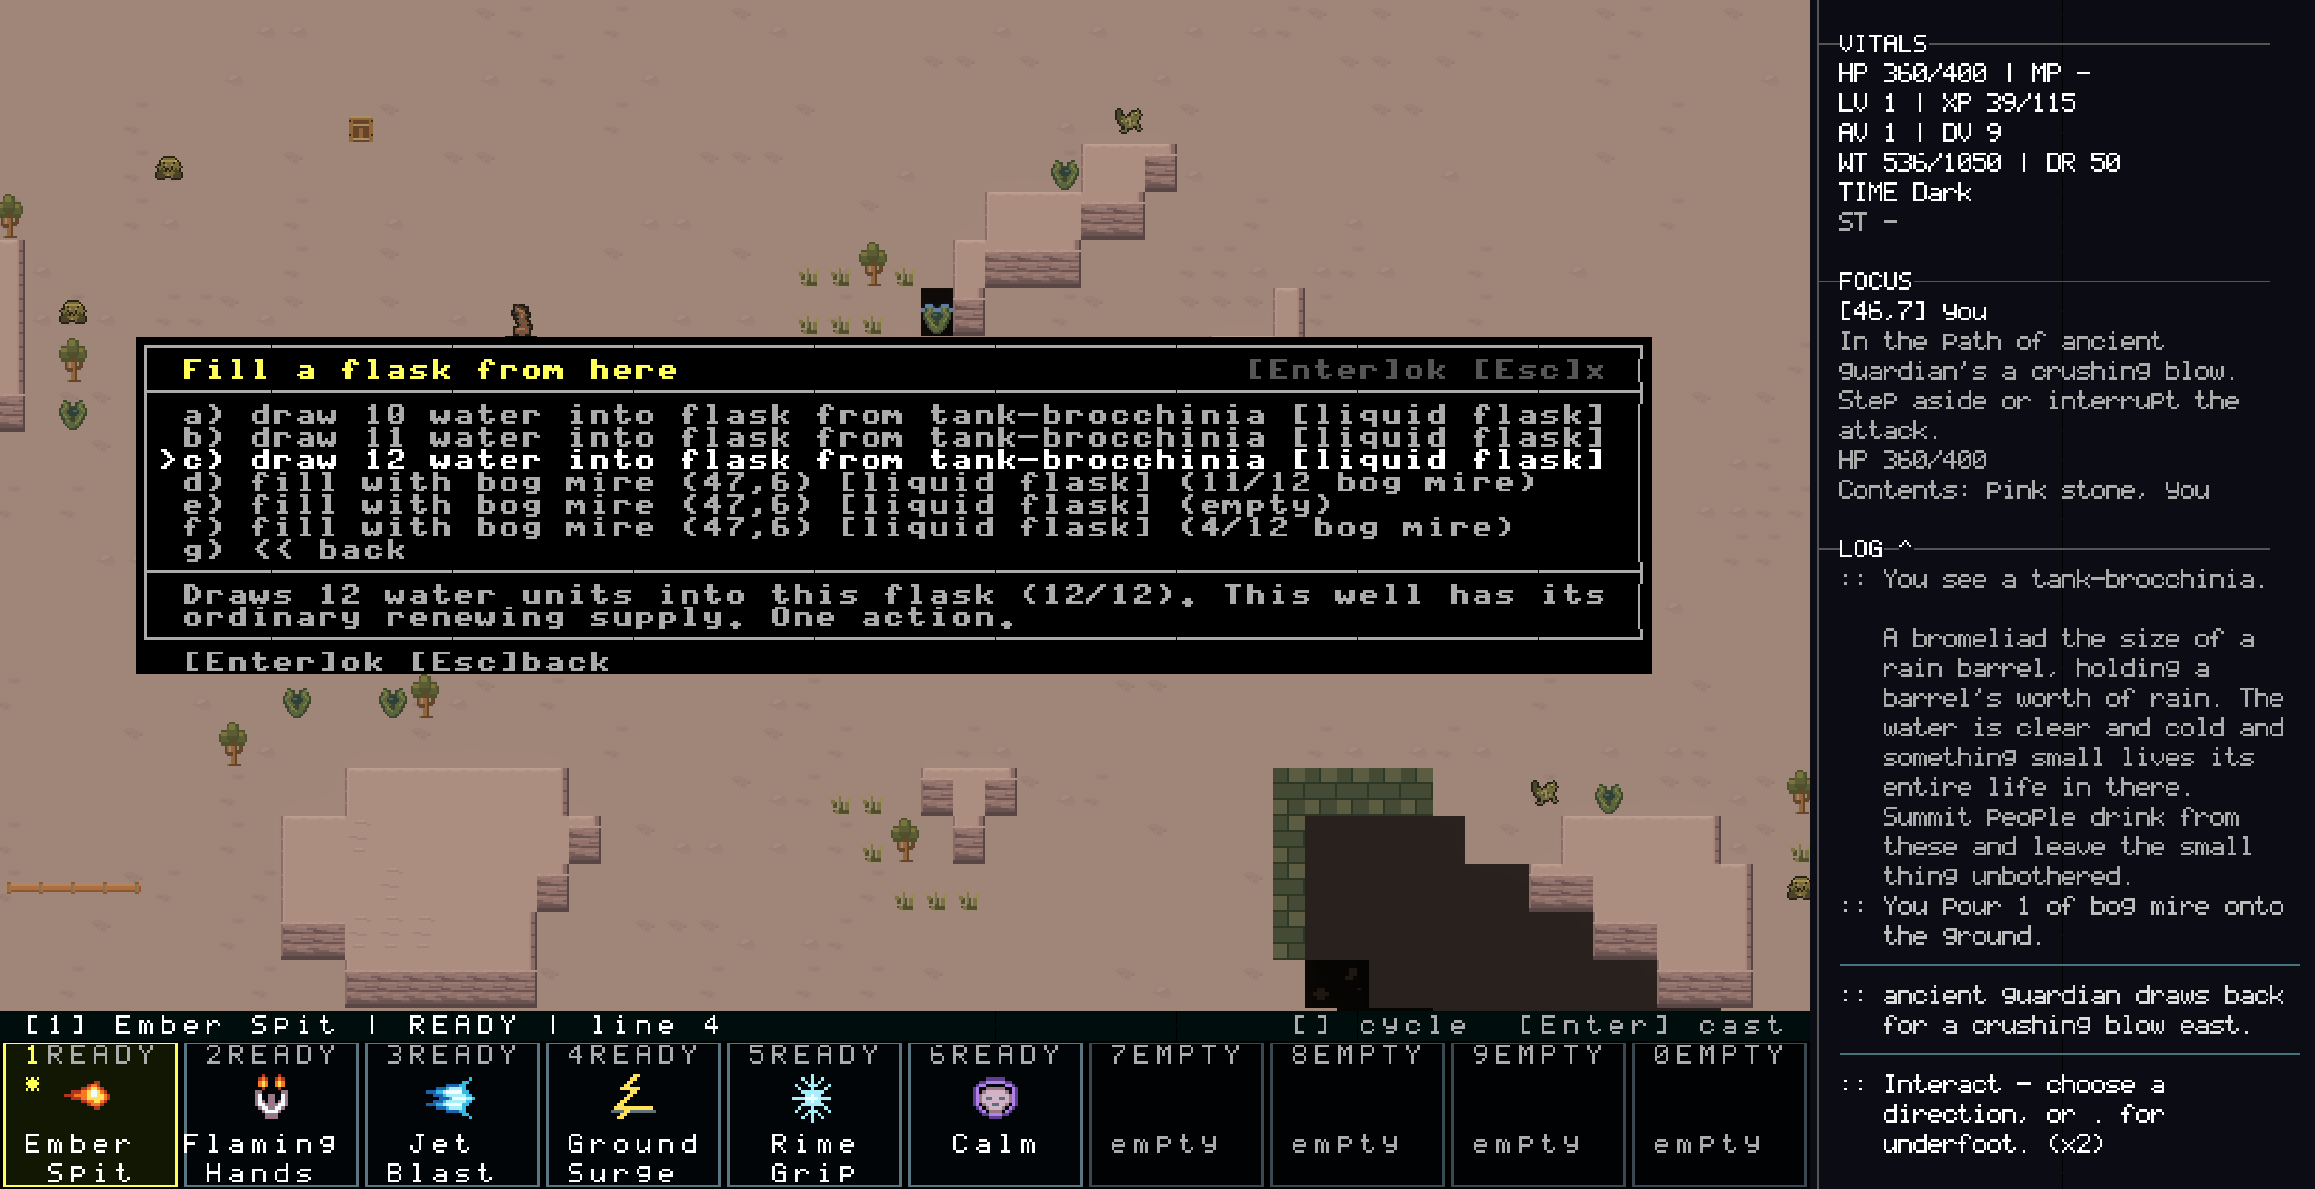 Fill a flask from here [Enter]ok [Esc]x
a) draw 10 water into flask from tank-brocchinia [liquid flask]
b) draw 11 water into flask from tank-brocchinia [liquid flask]
>c) draw 12 water into flask from tank-brocchinia [liquid flask]
d) fill with bog mire (47,6) [liquid flask] (11/12 bog mire)
e) fill with bog mire (47,6) [liquid flask] (empty)
f) fill with bog mire (47,6) [liquid flask] (4/12 bog mire)
g) << back
Draws 12 water units into this flask (12/12). This well has its
ordinary renewing supply. One action.
[Enter]ok [Esc]back
[1] Ember Spit | READY | line 4 [] cycle [Enter] cast
1READY 2READY 3READY 4READY 5READY 6READY 7EMPTY 8EMPTY 9EMPTY 0EMPTY
Ember Flaming Jet Ground Rime Calm empty empty empty empty
Spit Hands Blast Surge Grip
VITALS
HP 360/400 | MP -
LV 1 | XP 39/115
AV 1 | DV 9
WT 536/1050 | DR 50
TIME Dark
ST -
FOCUS
[46,7] You
In the path of ancient
guardian's a crushing blow.
Step aside or interrupt the
attack.
HP 360/400
Contents: pink stone, you
LOG ^
:: You see a tank-brocchinia.
A bromeliad the size of a
rain barrel, holding a
barrel's worth of rain. The
water is clear and cold and
something small lives its
entire life in there.
Summit people drink from
these and leave the small
thing unbothered.
:: You pour 1 of bog mire onto
the ground.
:: ancient guardian draws back
for a crushing blow east.
:: Interact - choose a
direction, or . for
underfoot. (x2)